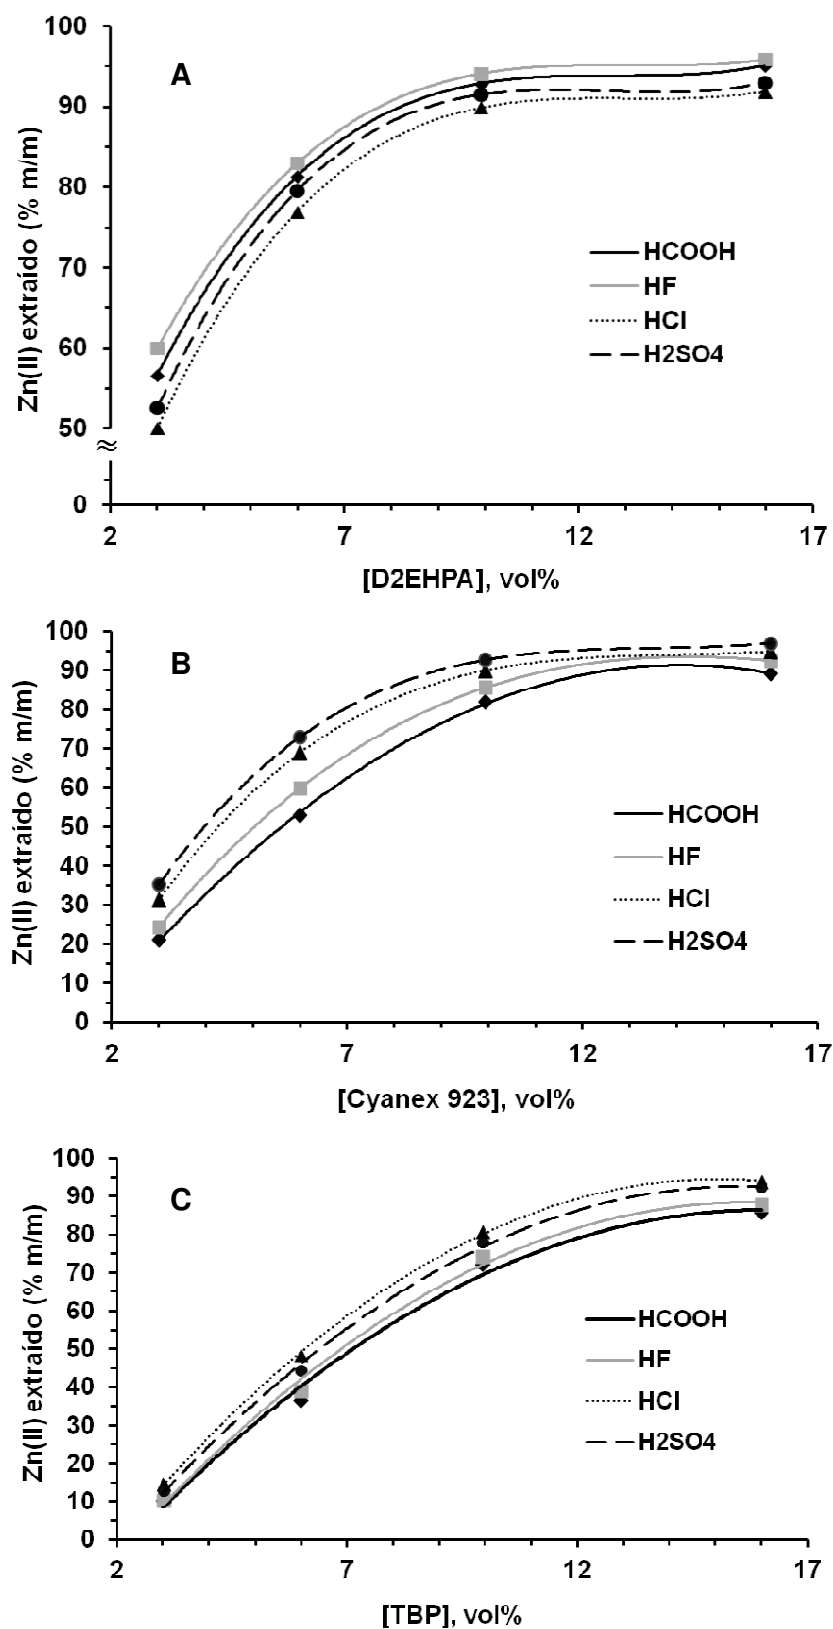 100
A
90
80
70
60
50
≈
0
Zn(II) extraído (% m/m)
HCOOH
HF
HCl
H2SO4
2 7 12 17
[D2EHPA], vol%
100
B
90
80
70
60
50
40
30
20
10
0
Zn(II) extraído (% m/m)
HCOOH
HF
HCl
H2SO4
2 7 12 17
[Cyanex 923], vol%
100
C
90
80
70
60
50
40
30
20
10
0
Zn(II) extraído (% m/m)
HCOOH
HF
HCl
H2SO4
2 7 12 17
[TBP], vol%